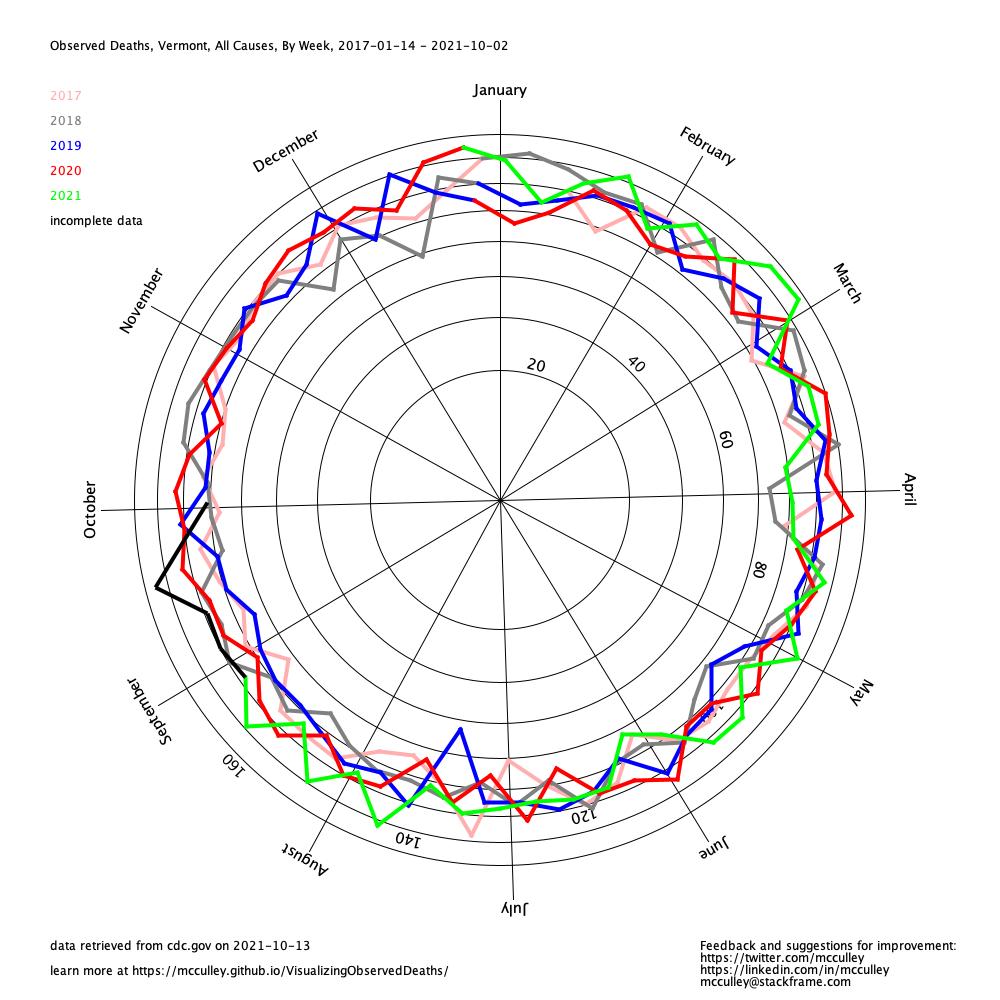 Observed Deaths, Vermont, All Causes, By Week, 2017-01-14 - 2021-10-02
2017
2018
2019
2020
2021
incomplete data
January
February
March
April
May
June
July
August
September
October
November
December
20
40
60
80
120
140
160
data retrieved from cdc.gov on 2021-10-13
learn more at https://mcculley.github.io/VisualizingObservedDeaths/
Feedback and suggestions for improvement:
https://twitter.com/mcculley
https://linkedin.com/in/mcculley
mcculley@stackframe.com